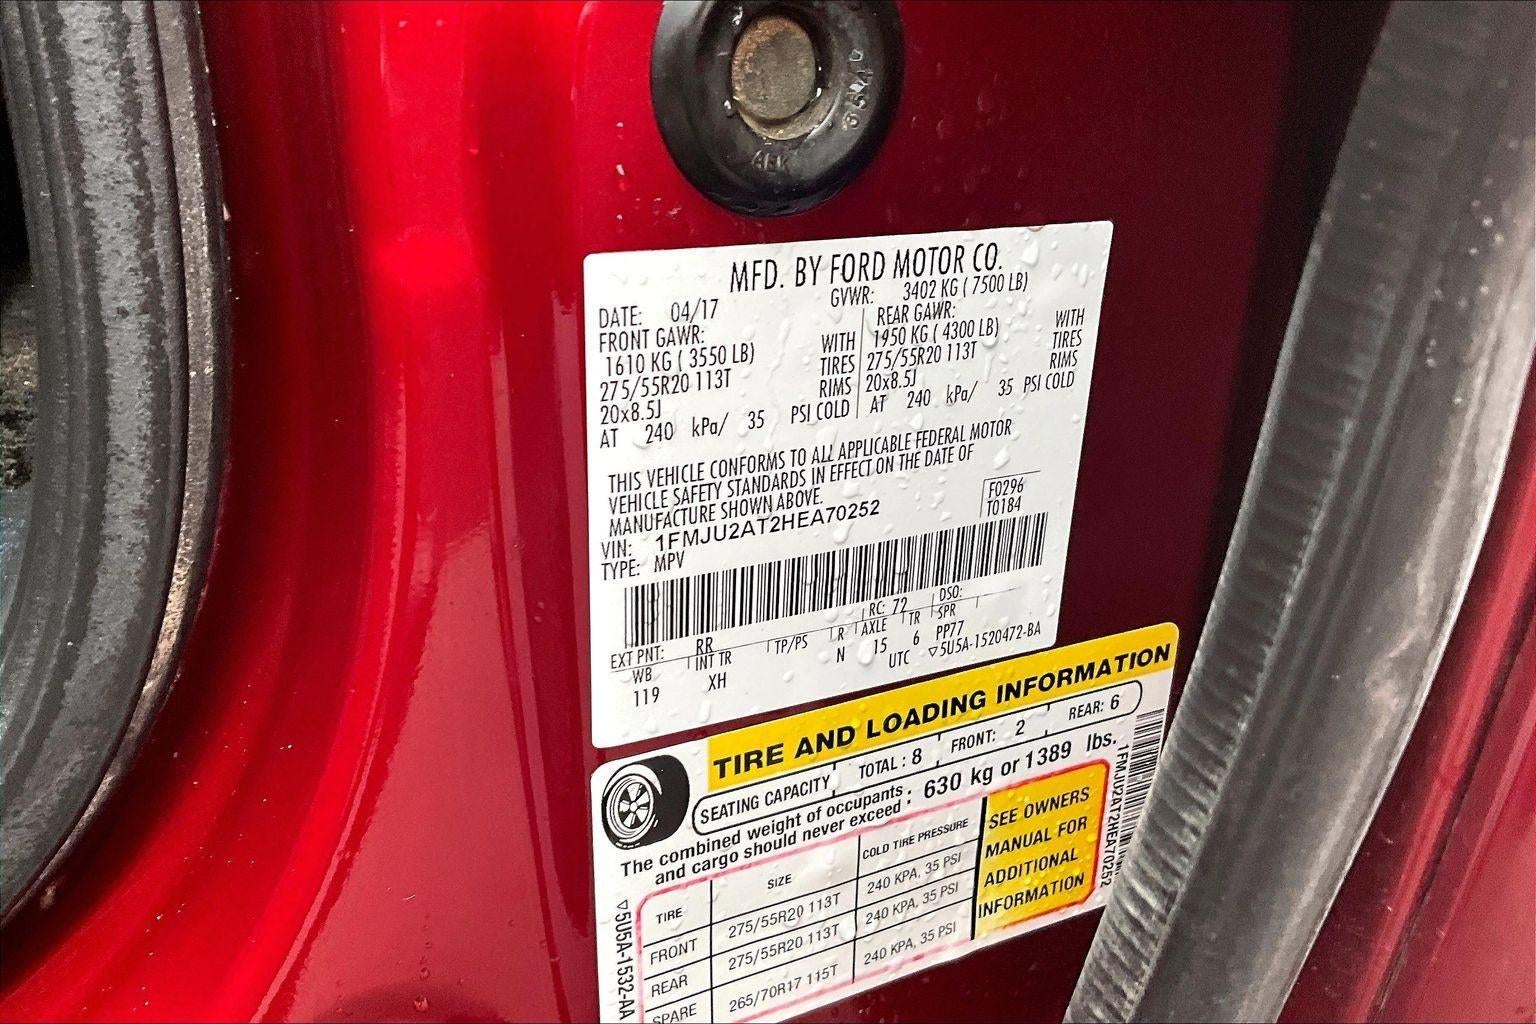 MFD. BY FORD MOTOR CO.
DATE: 04/17 GVWR: 3402 KG ( 7500 LB)
FRONT GAWR: REAR GAWR:
1610 KG ( 3550 LB) WITH 1950 KG ( 4300 LB) WITH
275/55R20 113T TIRES 275/55R20 113T TIRES
20x8.5J RIMS 20x8.5J RIMS
AT 240 kPa/ 35 PSI COLD AT 240 kPa/ 35 PSI COLD
THIS VEHICLE CONFORMS TO ALL APPLICABLE FEDERAL MOTOR
VEHICLE SAFETY STANDARDS IN EFFECT ON THE DATE OF
MANUFACTURE SHOWN ABOVE.
F0296
T0184
VIN: 1FMJU2AT2HEA70252
TYPE: MPV
EXT PNT: RR RC: 72 DSO:
WB INT TR TP/PS R AXLE TR SPR
119 XH N 15 6 PP77
UTC ▽5U5A-1520472-BA
TIRE AND LOADING INFORMATION
SEATING CAPACITY TOTAL : 8 FRONT: 2 REAR: 6
The combined weight of occupants
and cargo should never exceed : 630 kg or 1389 lbs.
TIRE SIZE COLD TIRE PRESSURE
FRONT 275/55R20 113T 240 KPA, 35 PSI
REAR 275/55R20 113T 240 KPA, 35 PSI
SPARE 265/70R17 115T 240 KPA, 35 PSI
SEE OWNERS
MANUAL FOR
ADDITIONAL
INFORMATION
1FMJU2AT2HEA70252
▽5U5A-1532-AA